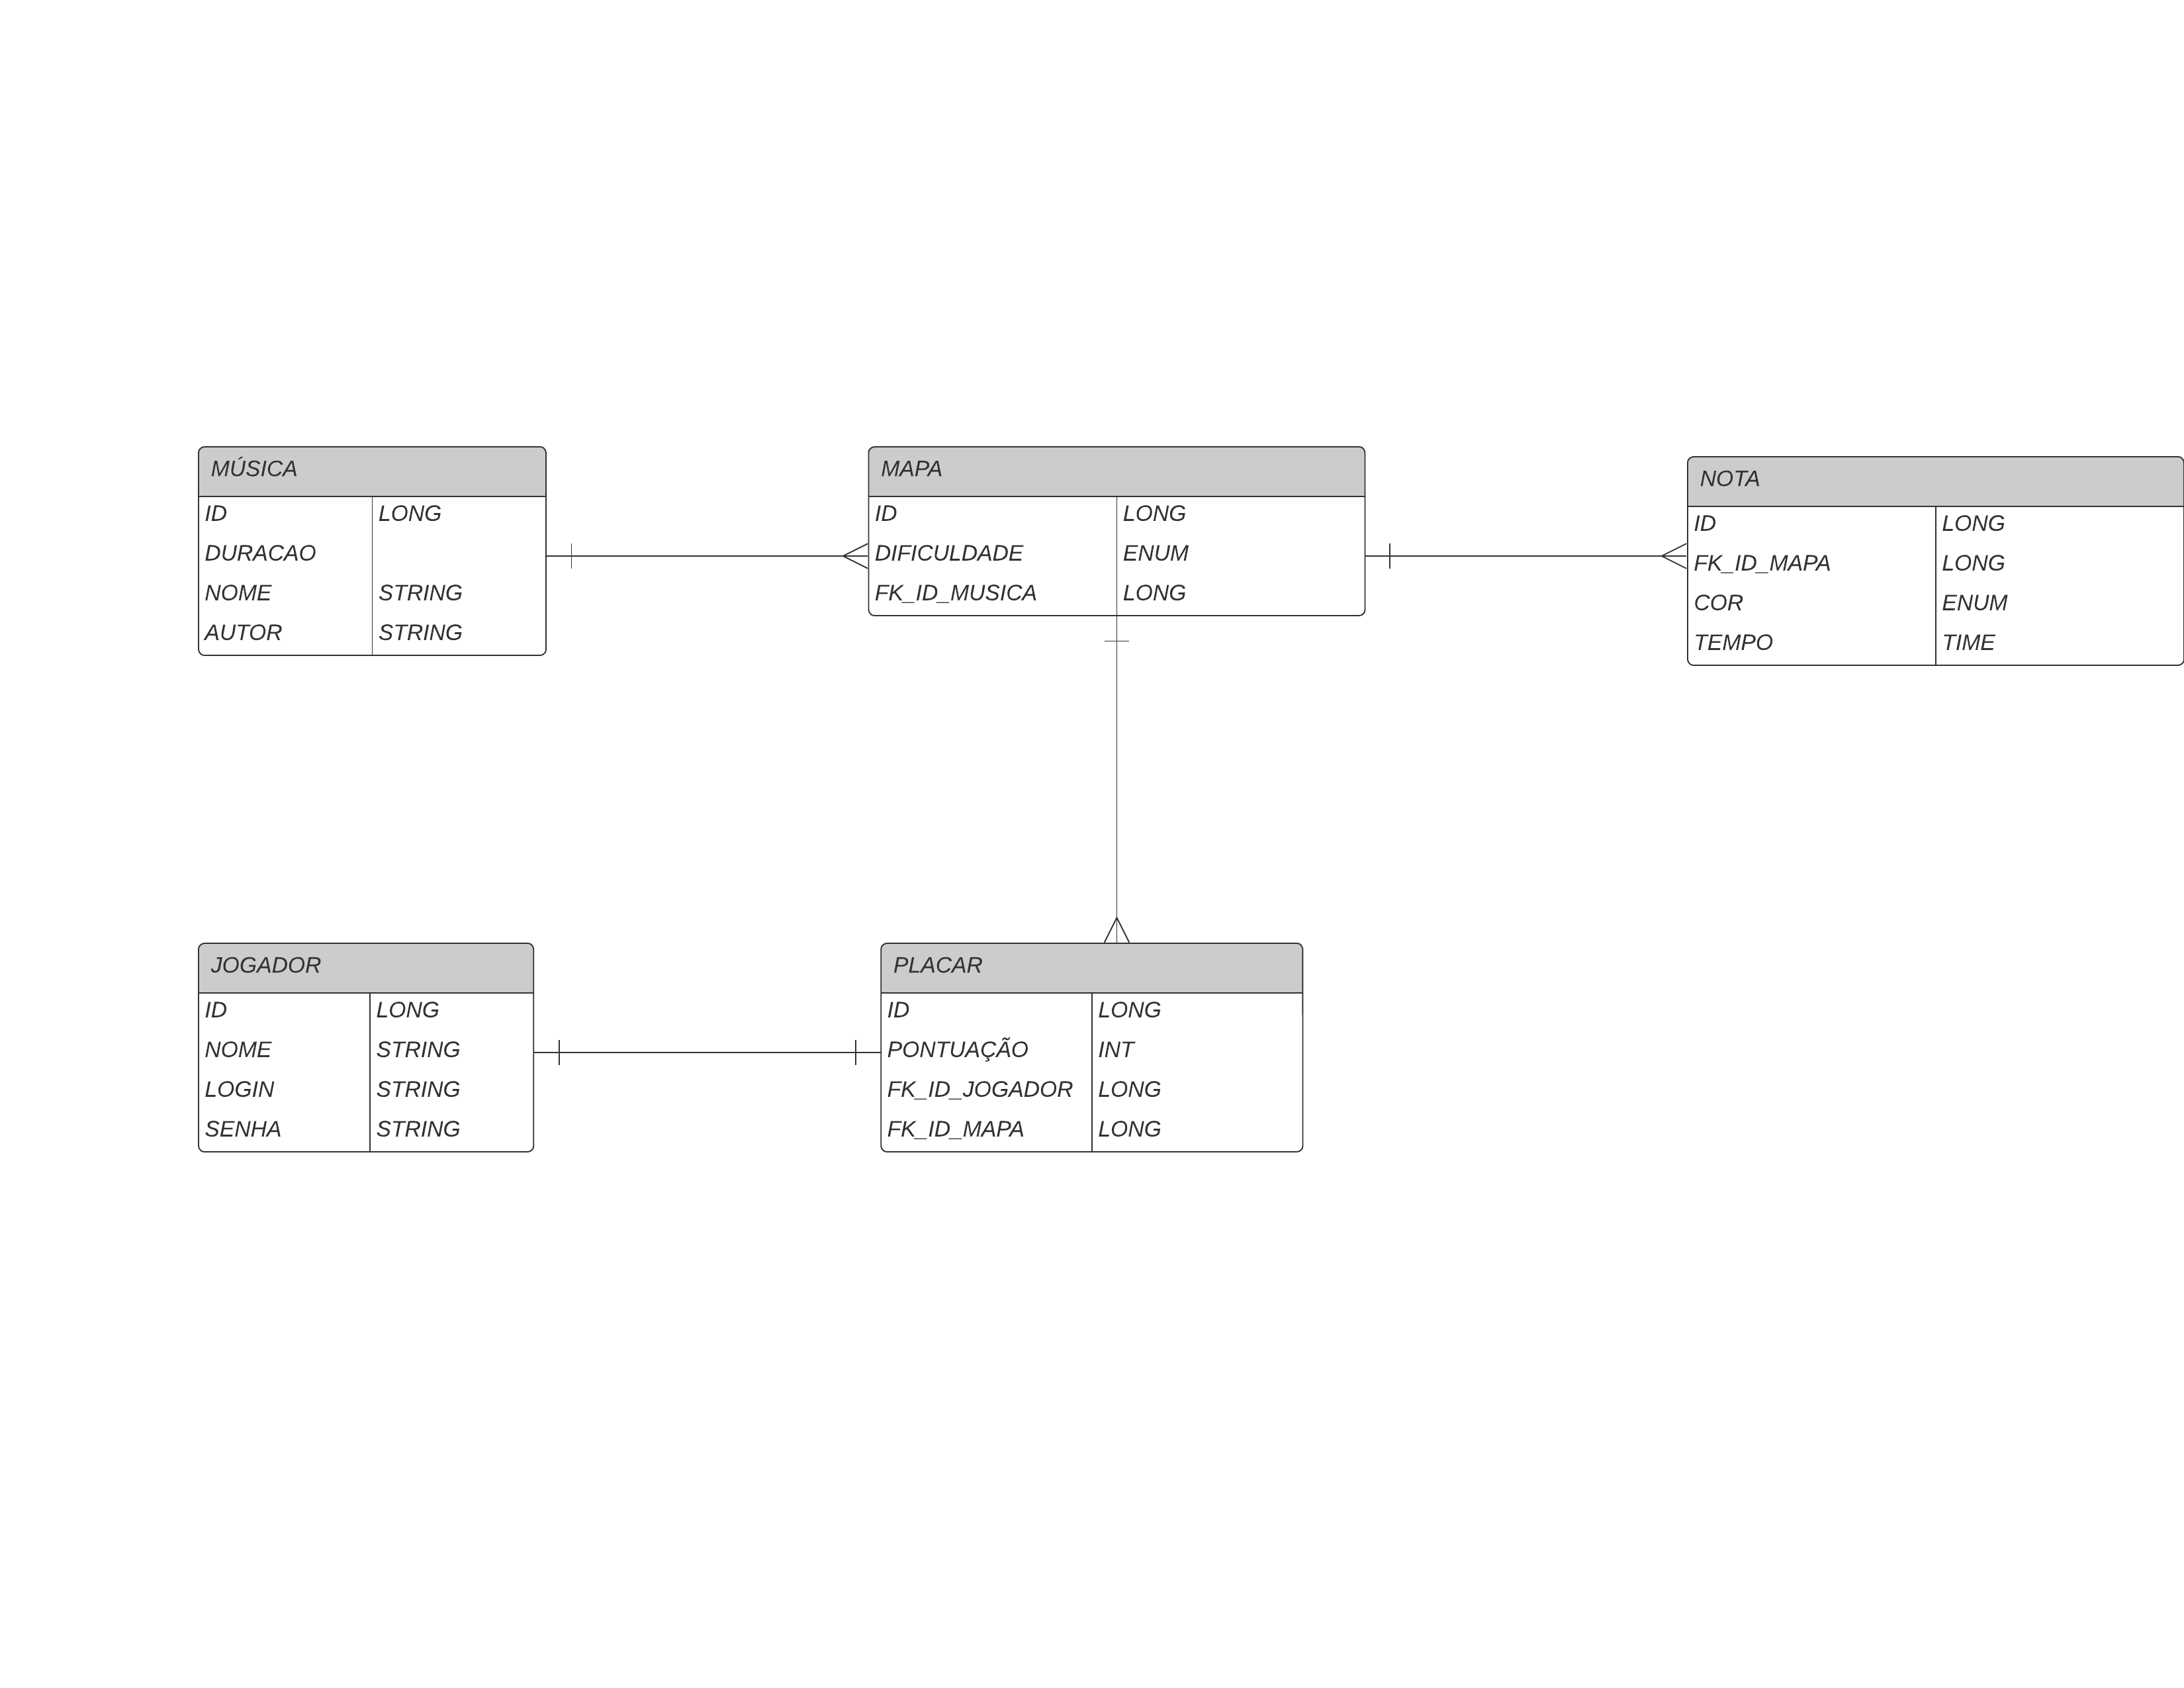 MÚSICA
ID LONG
DURACAO
NOME STRING
AUTOR STRING
MAPA
ID LONG
DIFICULDADE ENUM
FK_ID_MUSICA LONG
NOTA
ID LONG
FK_ID_MAPA LONG
COR ENUM
TEMPO TIME
JOGADOR
ID LONG
NOME STRING
LOGIN STRING
SENHA STRING
PLACAR
ID LONG
PONTUAÇÃO INT
FK_ID_JOGADOR LONG
FK_ID_MAPA LONG